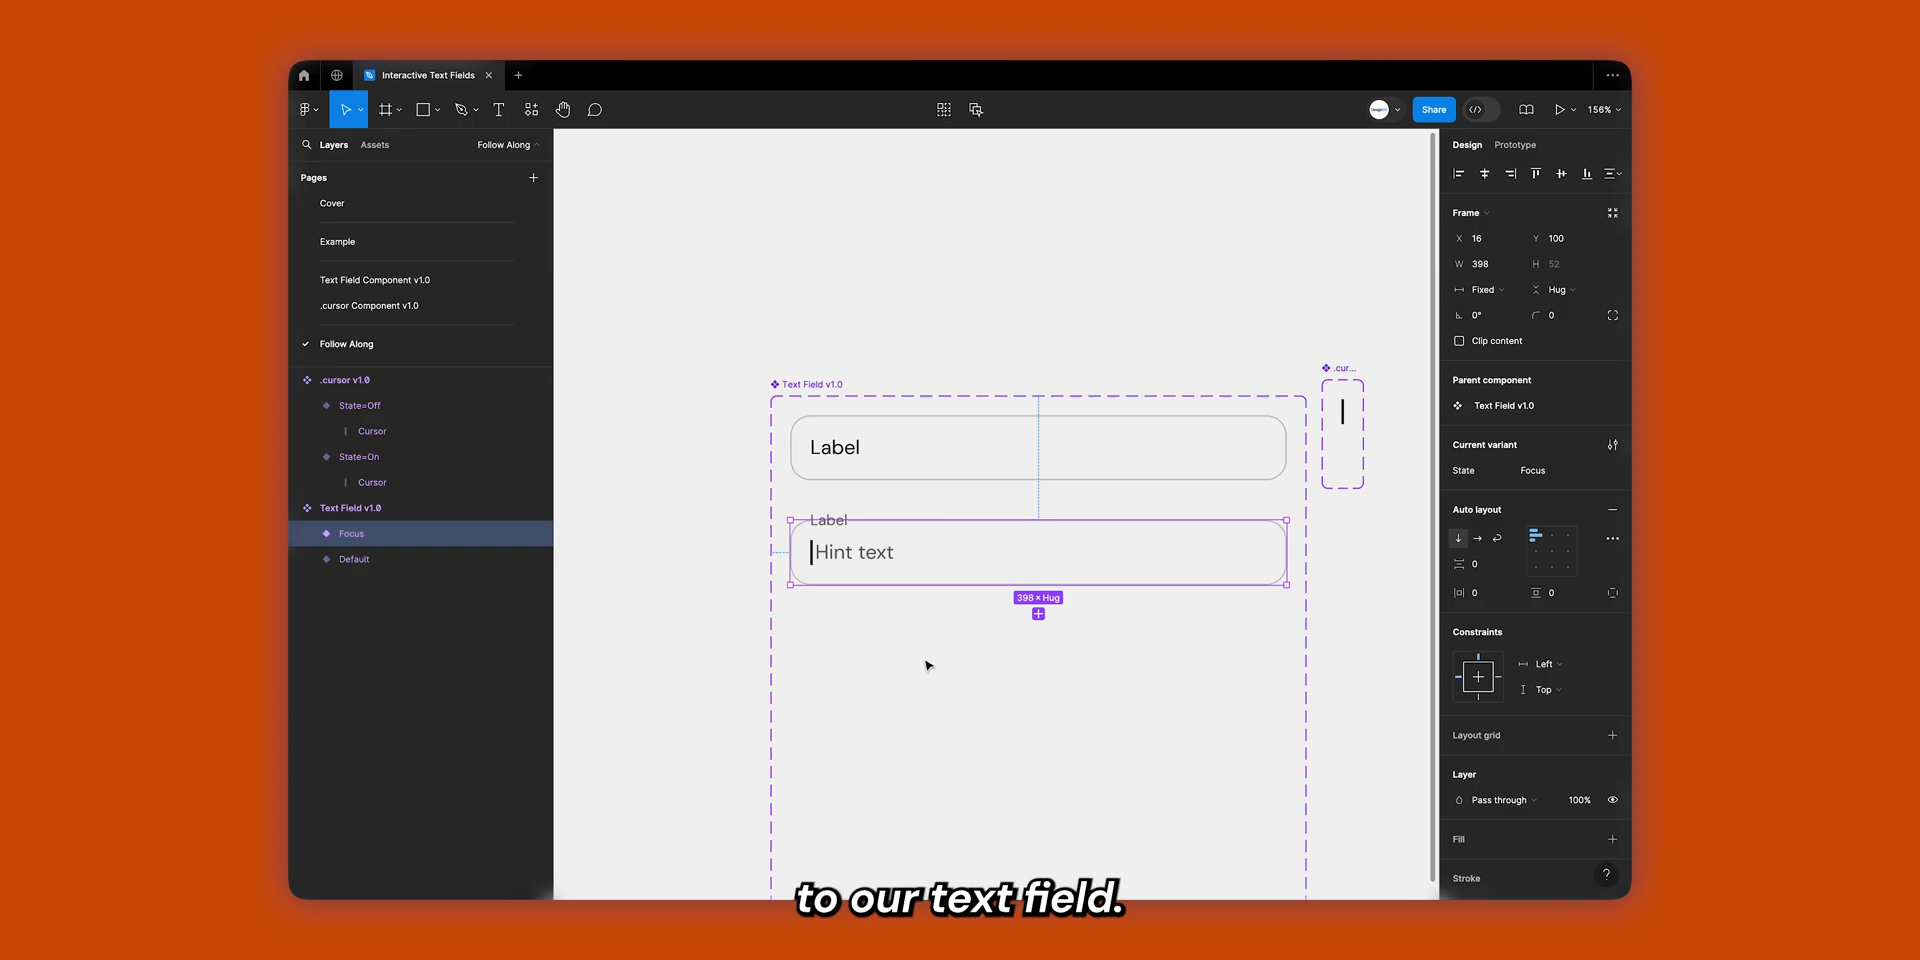 Interactive Text Fields
Share
156%
Layers
Assets
Follow Along
Pages
Cover
Example
Text Field Component v1.0
.cursor Component v1.0
Follow Along
.cursor v1.0
State=Off
Cursor
State=On
Cursor
Text Field v1.0
Focus
Default
Text Field v1.0
.cur...
Label
Label
Hint text
398 × Hug
to our text field.
Design
Prototype
Frame
X 16
Y 100
W 398
H 52
Fixed
Hug
0°
0
Clip content
Parent component
Text Field v1.0
Current variant
State
Focus
Auto layout
0
0
0
Constraints
Left
Top
Layout grid
Layer
Pass through
100%
Fill
Stroke
?